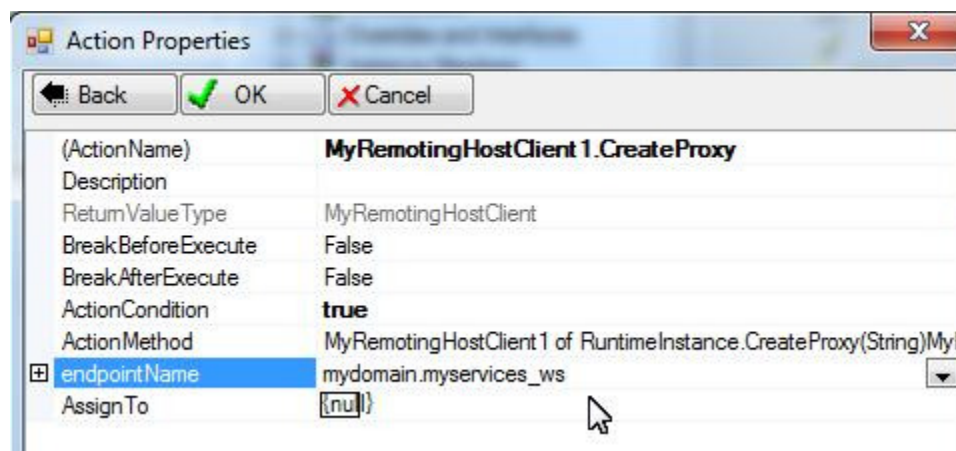 Action Properties
Back OK Cancel
(ActionName) MyRemotingHostClient1.CreateProxy
Description
ReturnValueType MyRemotingHostClient
BreakBeforeExecute False
BreakAfterExecute False
ActionCondition true
ActionMethod MyRemotingHostClient1 of RuntimeInstance.CreateProxy(String)My
endpointName mydomain.myservices_ws
AssignTo {null}